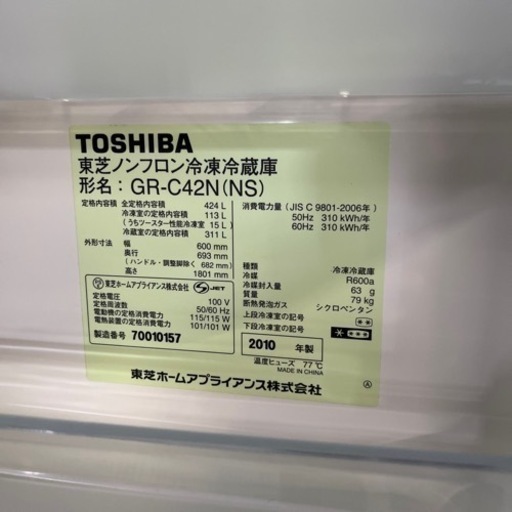 TOSHIBA
東芝ノンフロン冷凍冷蔵庫
形名：GR-C42N(NS)
定格内容積 全定格内容積 424 L
冷凍室の定格内容積 113 L
(うちツースター性能冷凍室 15 L)
冷蔵室の定格内容積 311 L
外形寸法 幅 600 mm
奥行 693 mm
(ハンドル・調整脚除く 682 mm)
高さ 1801 mm
東芝ホームアプライアンス株式会社 S-JET
定格電圧 100 V
定格周波数 50/60 Hz
電動機の定格消費電力 115/115 W
電熱装置の定格消費電力 101/101 W
製造番号 70010157
消費電力量 (JIS C 9801-2006年)
50Hz 310 kWh/年
60Hz 310 kWh/年
種類 冷凍冷蔵庫
冷媒 R600a
冷媒封入量 63 g
質量 79 kg
断熱発泡ガス シクロペンタン
上段冷凍室の記号
下段冷凍室の記号
2010 年製
温度ヒューズ 77℃
MADE IN CHINA
東芝ホームアプライアンス株式会社